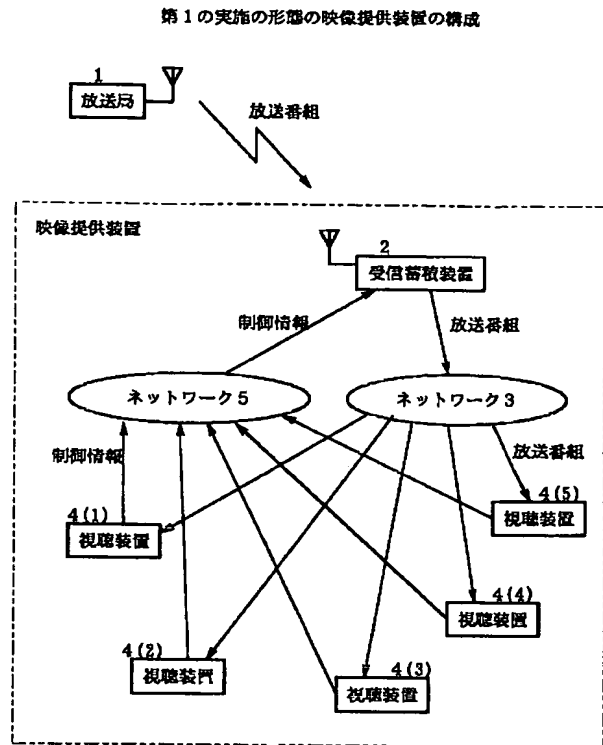 第1の実施の形態の映像提供装置の構成
1
放送局
放送番組
映像提供装置
2
受信蓄積装置
制御情報
放送番組
ネットワーク5
ネットワーク3
制御情報
放送番組
4(1)
視聴装置
4(5)
視聴装置
4(4)
視聴装置
4(2)
視聴装置
4(3)
視聴装置